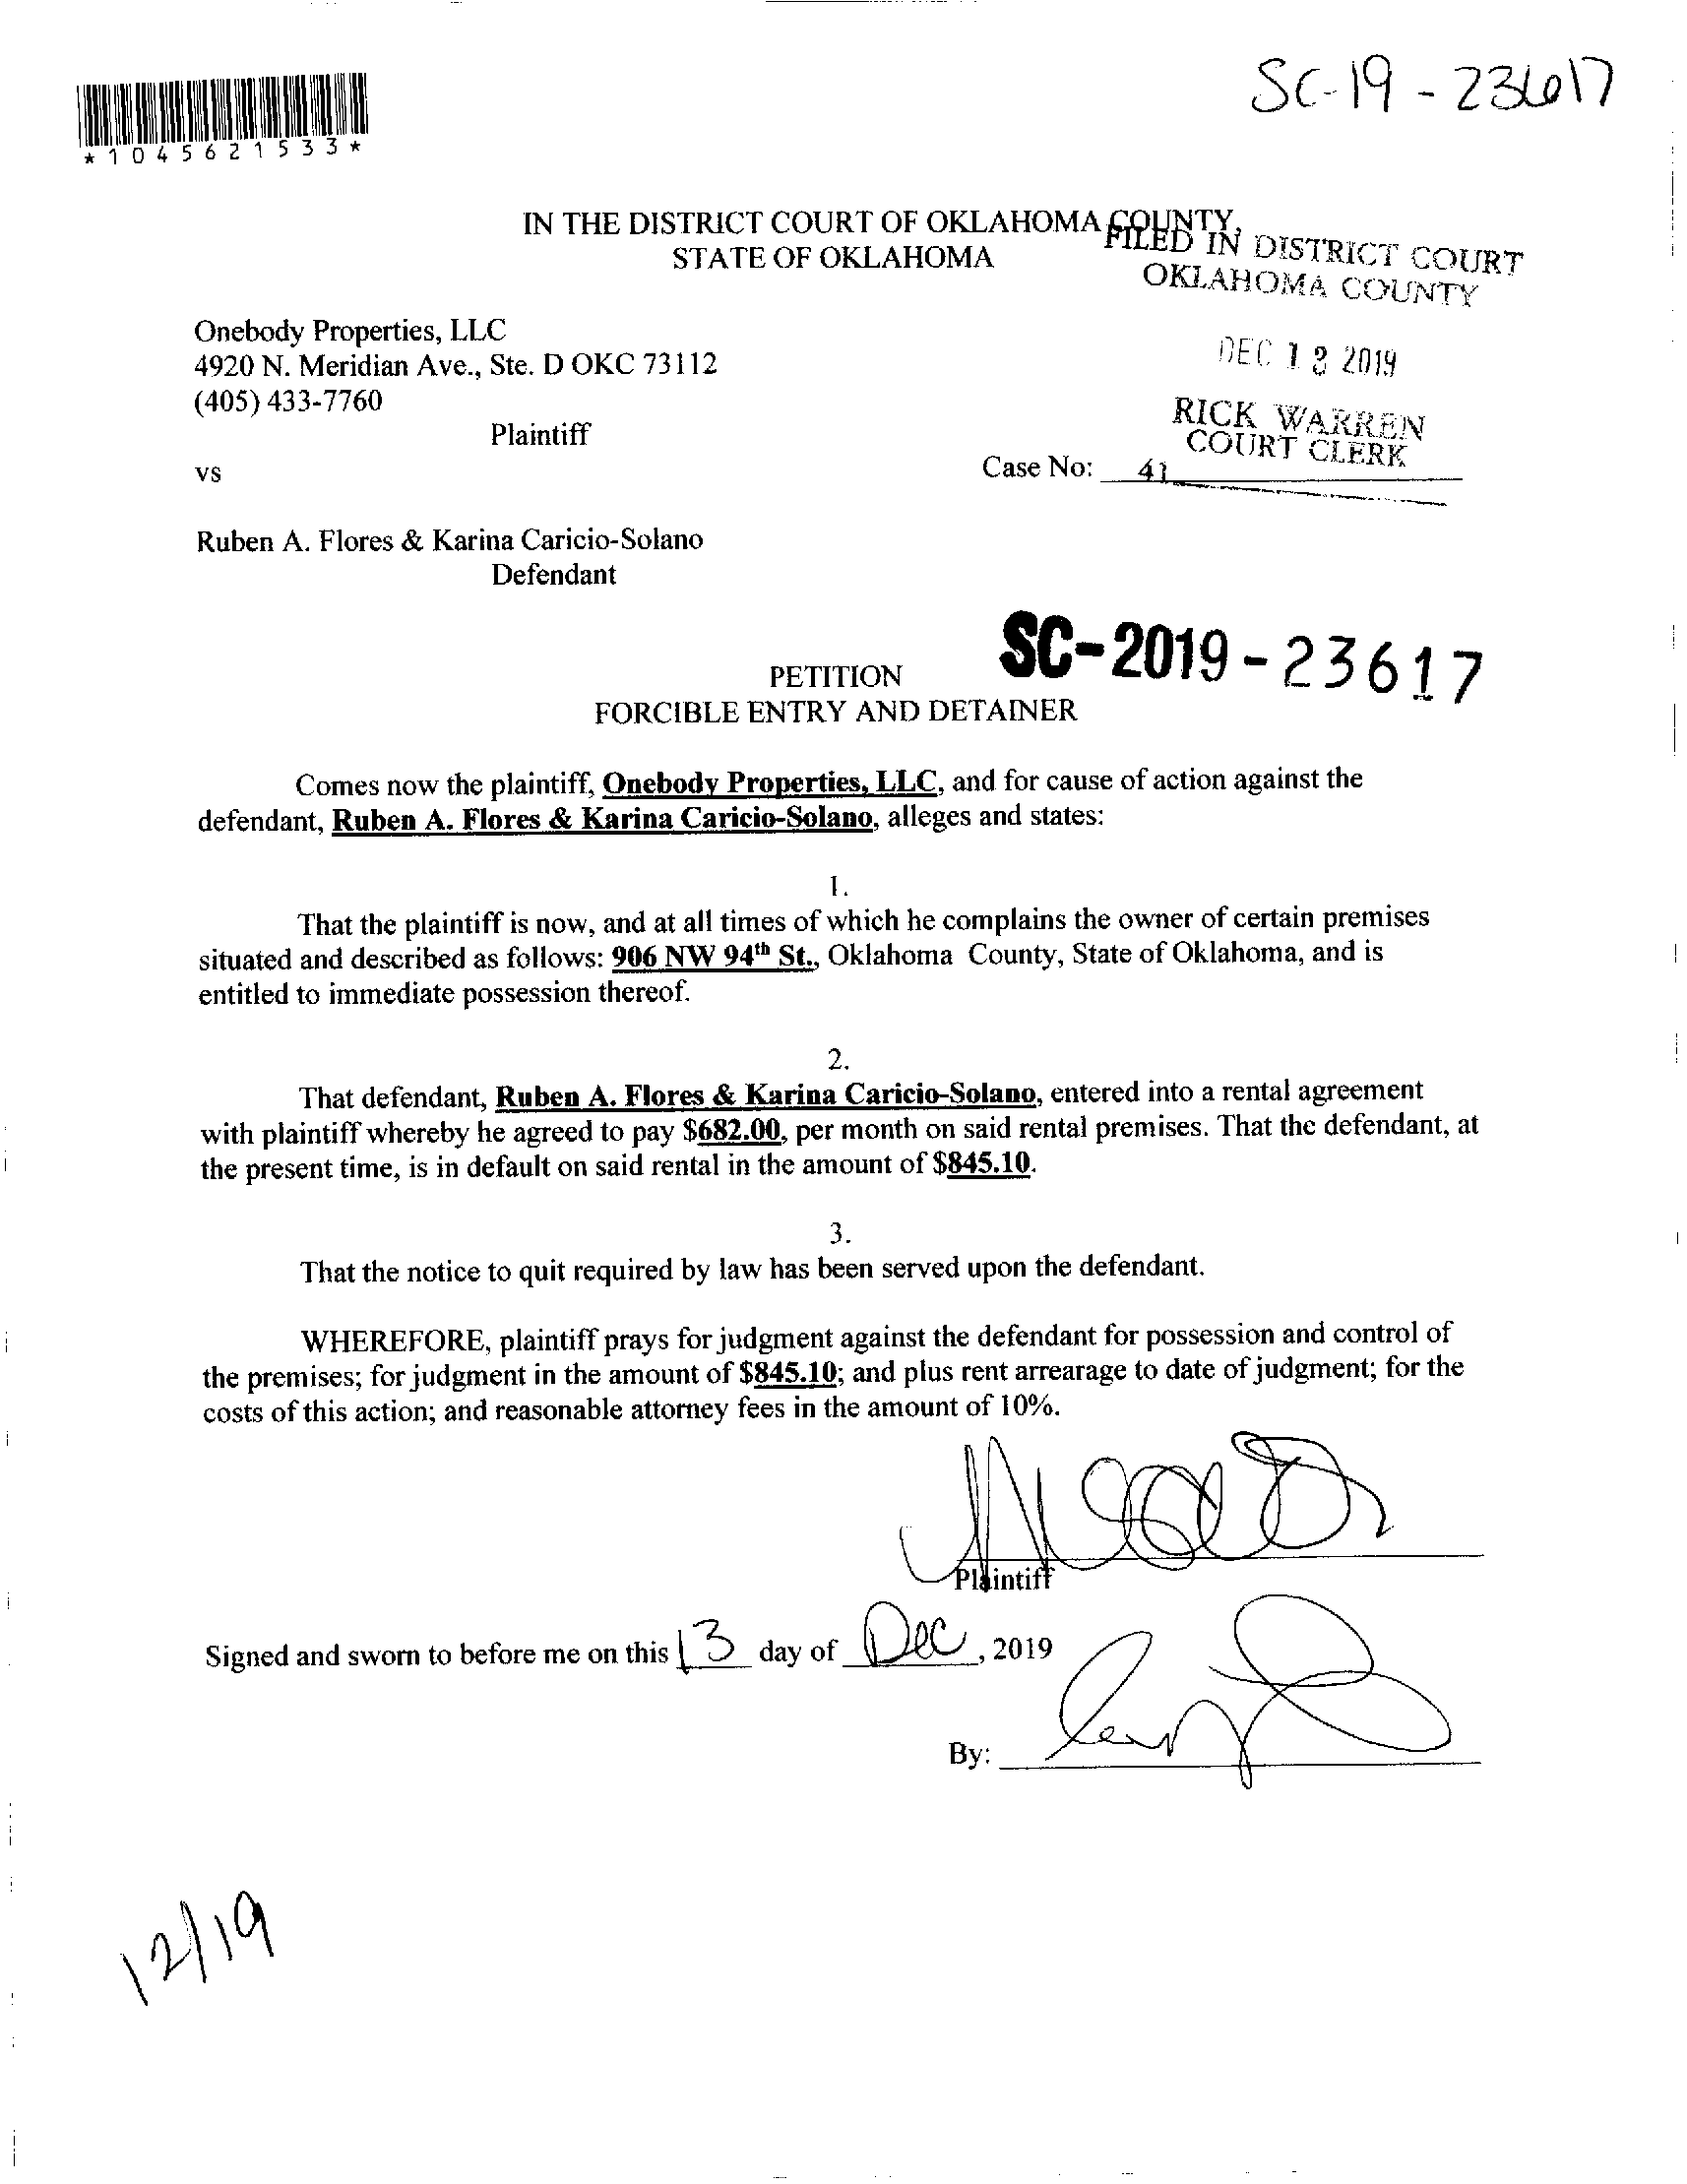 SC-19-23617
*1045621533*
IN THE DISTRICT COURT OF OKLAHOMA COUNTY,
STATE OF OKLAHOMA
FILED IN DISTRICT COURT
OKLAHOMA COUNTY
Onebody Properties, LLC
4920 N. Meridian Ave., Ste. D OKC 73112
(405) 433-7760
Plaintiff
DEC 13 2019
RICK WARREN
COURT CLERK
vs
Case No: 41
Ruben A. Flores & Karina Caricio-Solano
Defendant
SC-2019-23617
PETITION
FORCIBLE ENTRY AND DETAINER
Comes now the plaintiff, Onebody Properties, LLC, and for cause of action against the
defendant, Ruben A. Flores & Karina Caricio-Solano, alleges and states:
1.
That the plaintiff is now, and at all times of which he complains the owner of certain premises
situated and described as follows: 906 NW 94th St., Oklahoma County, State of Oklahoma, and is
entitled to immediate possession thereof.
2.
That defendant, Ruben A. Flores & Karina Caricio-Solano, entered into a rental agreement
with plaintiff whereby he agreed to pay $682.00, per month on said rental premises. That the defendant, at
the present time, is in default on said rental in the amount of $845.10.
3.
That the notice to quit required by law has been served upon the defendant.
WHEREFORE, plaintiff prays for judgment against the defendant for possession and control of
the premises; for judgment in the amount of $845.10; and plus rent arrearage to date of judgment; for the
costs of this action; and reasonable attorney fees in the amount of 10%.
Plaintiff
Signed and sworn to before me on this 13 day of Dec, 2019
By:
12/19